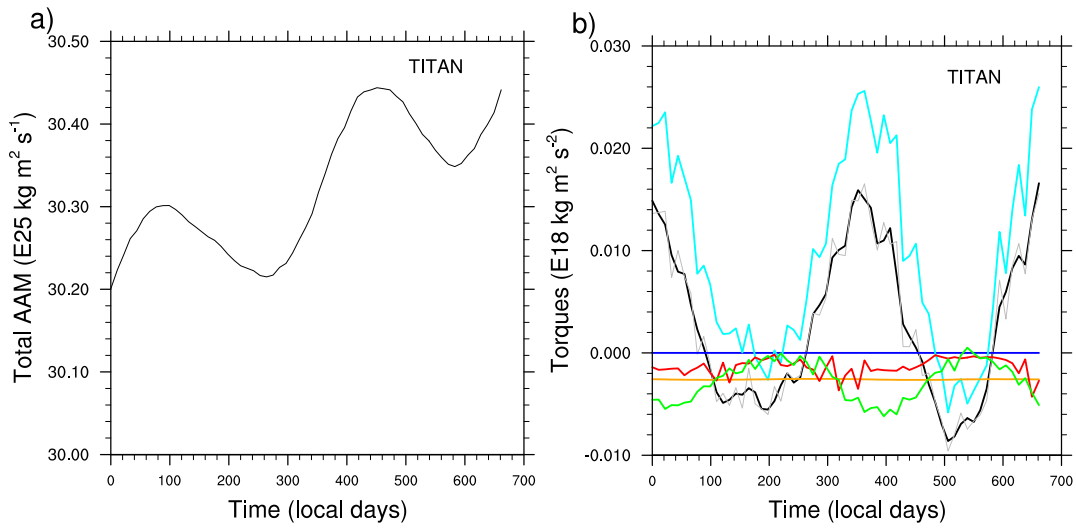 a)
TITAN
Total AAM (E25 kg m² s⁻¹)
30.50
30.40
30.30
30.20
30.10
30.00
0 100 200 300 400 500 600 700
Time (local days)
b)
TITAN
Torques (E18 kg m² s⁻²)
0.030
0.020
0.010
0.000
-0.010
0 100 200 300 400 500 600 700
Time (local days)